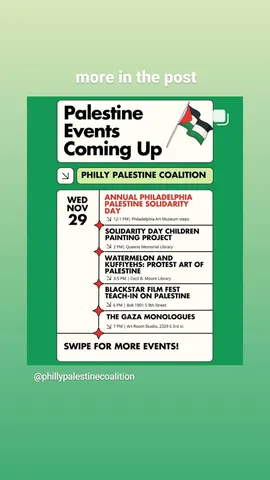 more in the post
Palestine
Events
Coming Up
PHILLY PALESTINE COALITION
WED
NOV
29
ANNUAL PHILADELPHIA
PALESTINE SOLIDARITY
DAY
12-1 PM| Philadelphia Art Museum steps
SOLIDARITY DAY CHILDREN
PAINTING PROJECT
2 PM| Queens Memorial Library
WATERMELON AND
KUFFIYEHS: PROTEST ART OF
PALESTINE
3-5 PM | Cecil B. Moore Library
BLACKSTAR FILM FEST
TEACH-IN ON PALESTINE
6 PM | Bok 1901 S 9th Street
THE GAZA MONOLOGUES
7 PM | Art Room Studio, 2329 S 3rd st.
SWIPE FOR MORE EVENTS!
@phillypalestinecoalition